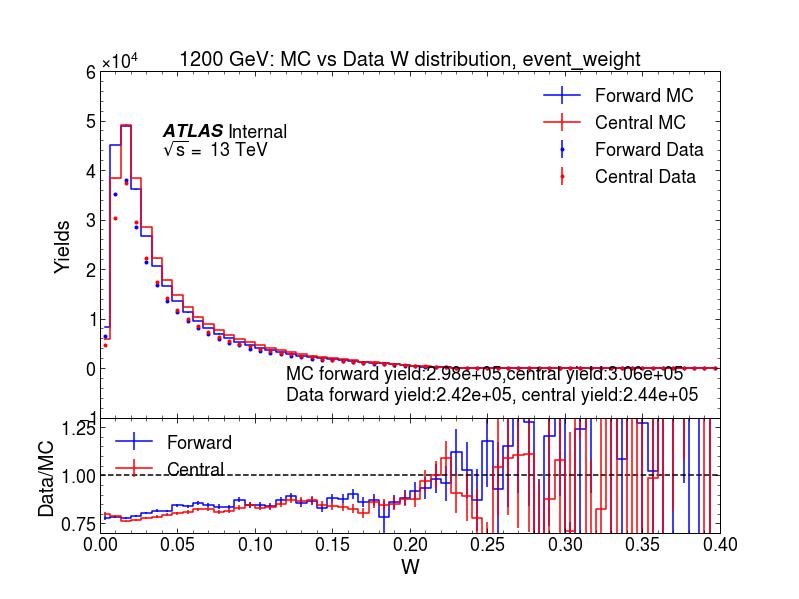 1200 GeV: MC vs Data W distribution, event_weight
×10⁴
6
5
4
3
2
1
0
−1
Yields
ATLAS Internal
√s = 13 TeV
Forward MC
Central MC
Forward Data
Central Data
MC forward yield:2.98e+05,central yield:3.06e+05
Data forward yield:2.42e+05, central yield:2.44e+05
1.25
1.00
0.75
Data/MC
Forward
Central
0.00 0.05 0.10 0.15 0.20 0.25 0.30 0.35 0.40
W